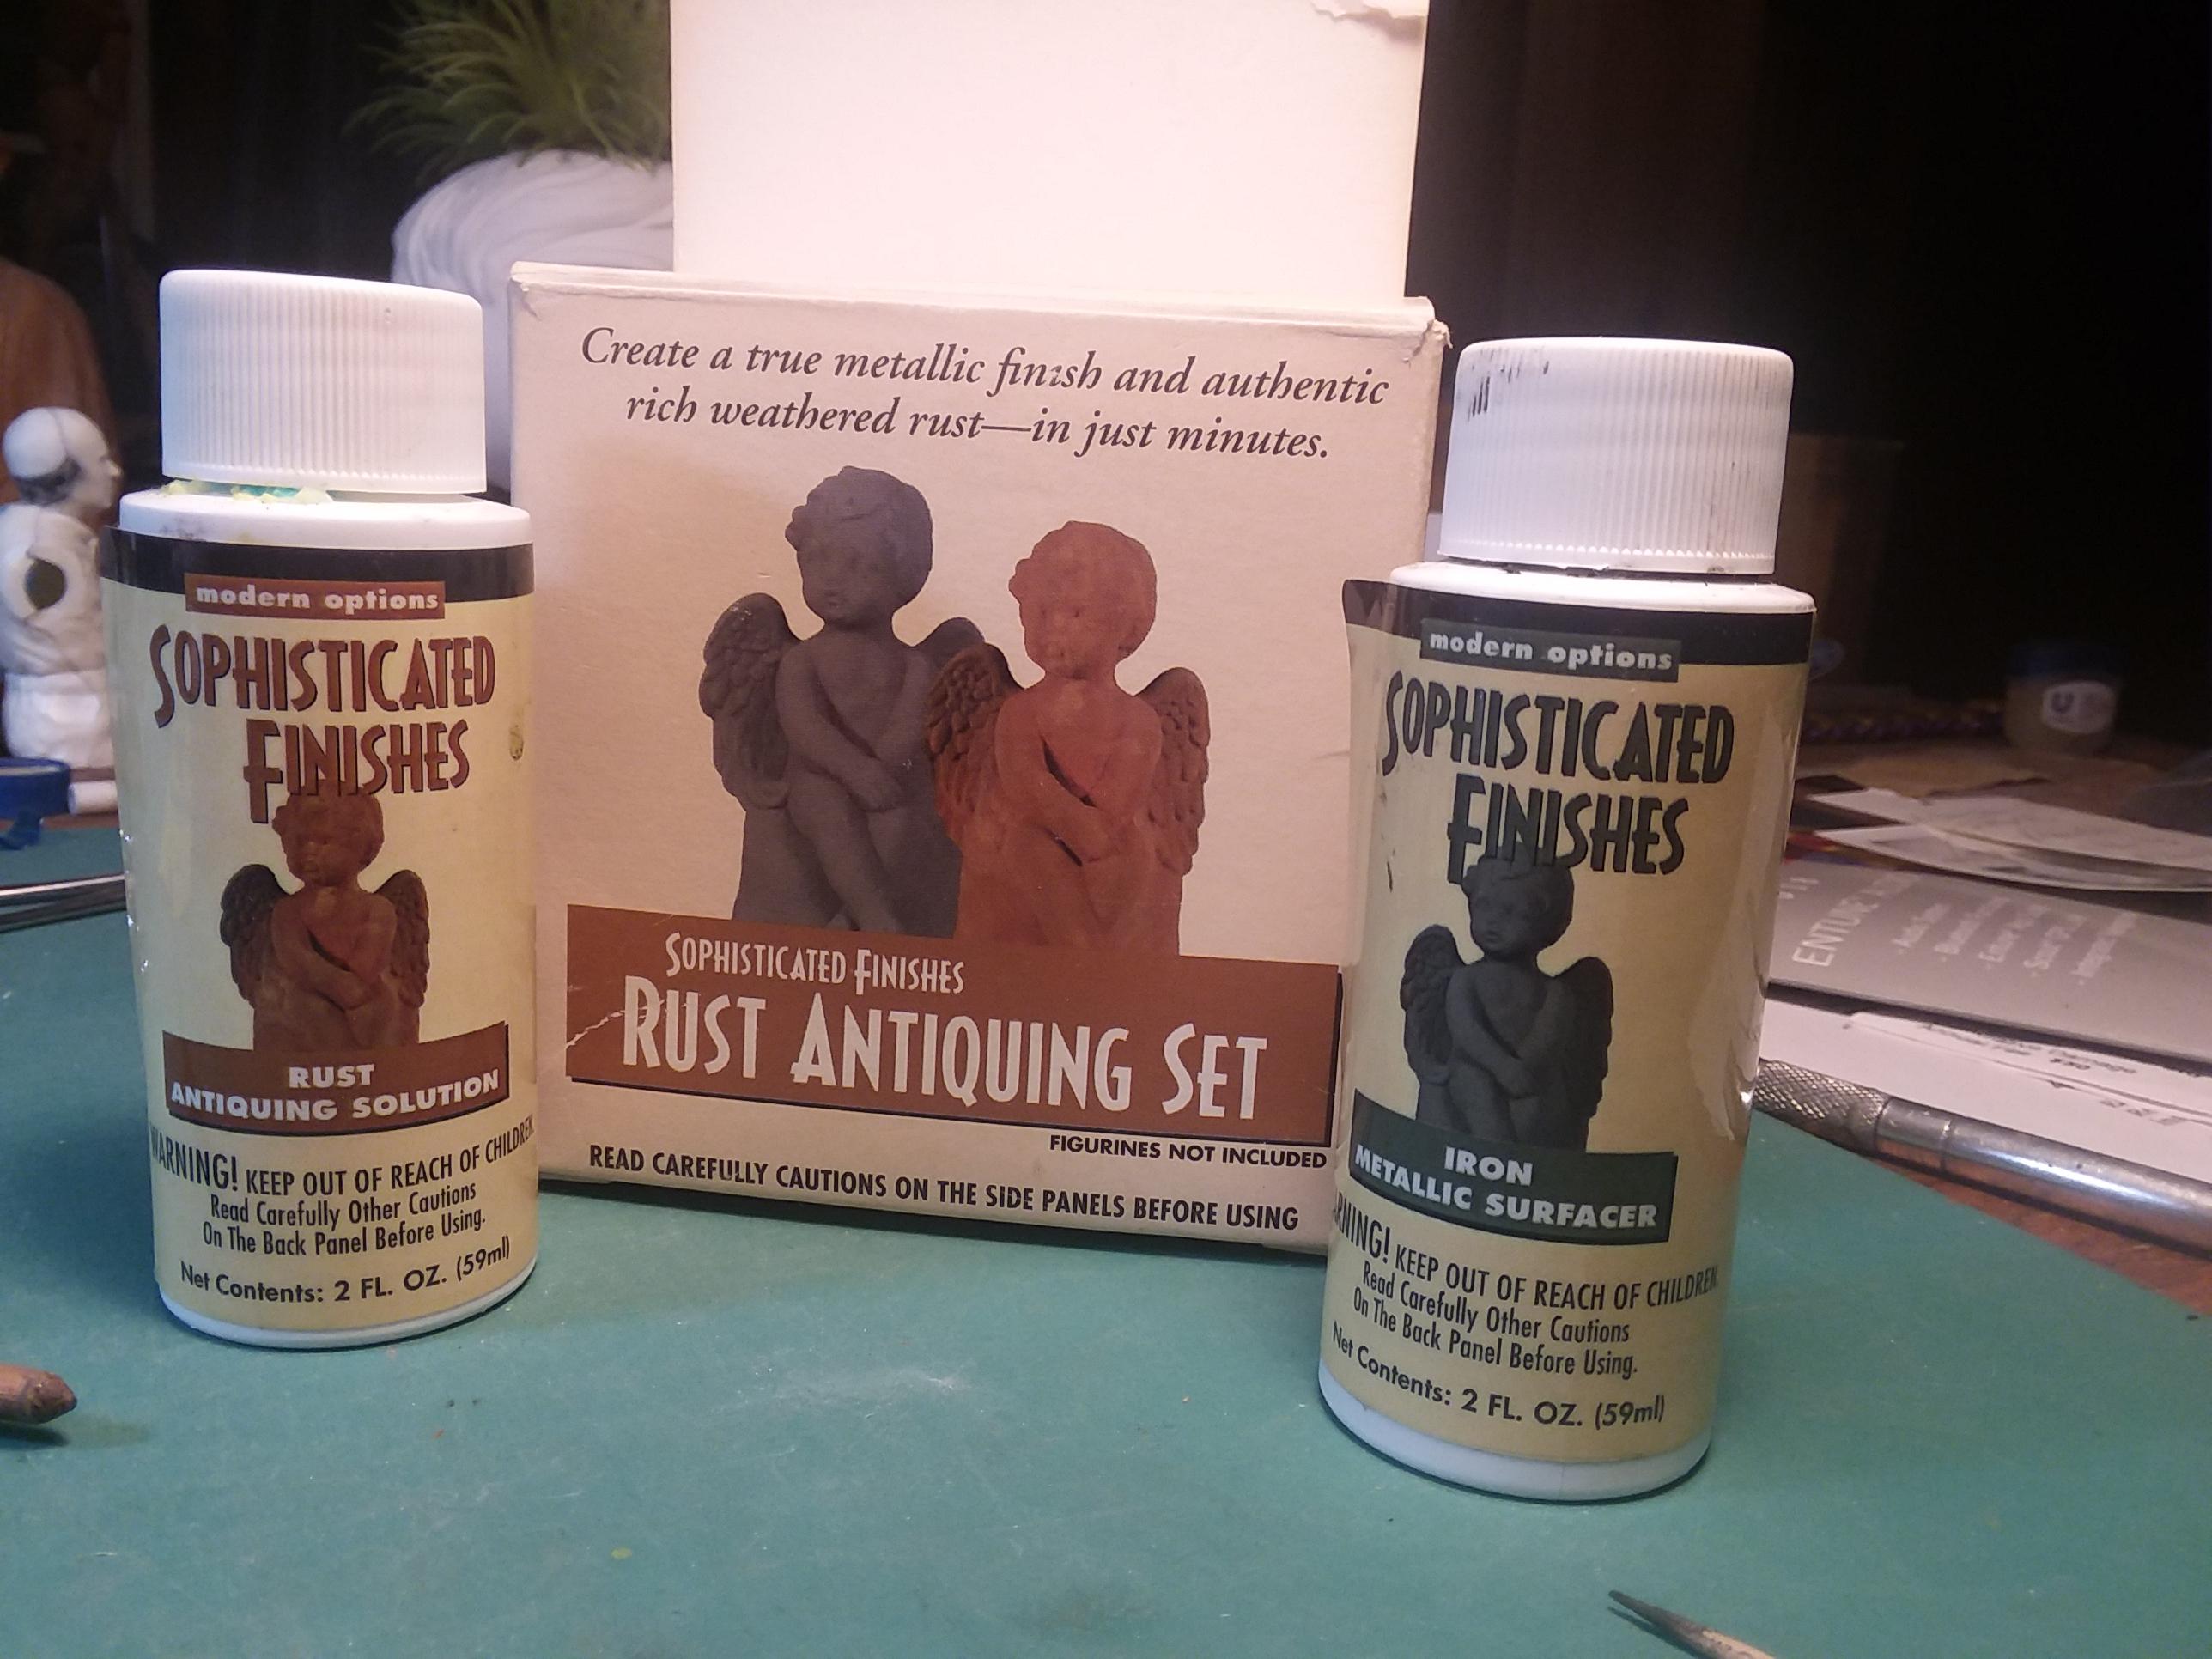 Create a true metallic finish and authentic
rich weathered rust—in just minutes.
SOPHISTICATED FINISHES
RUST ANTIQUING SET
FIGURINES NOT INCLUDED
READ CAREFULLY CAUTIONS ON THE SIDE PANELS BEFORE USING
modern options
SOPHISTICATED
FINISHES
RUST
ANTIQUING SOLUTION
WARNING! KEEP OUT OF REACH OF CHILDREN.
Read Carefully Other Cautions
On The Back Panel Before Using.
Net Contents: 2 FL. OZ. (59ml)
modern options
SOPHISTICATED
FINISHES
IRON
METALLIC SURFACER
RNING! KEEP OUT OF REACH OF CHILDREN.
Read Carefully Other Cautions
On The Back Panel Before Using.
Net Contents: 2 FL. OZ. (59ml)